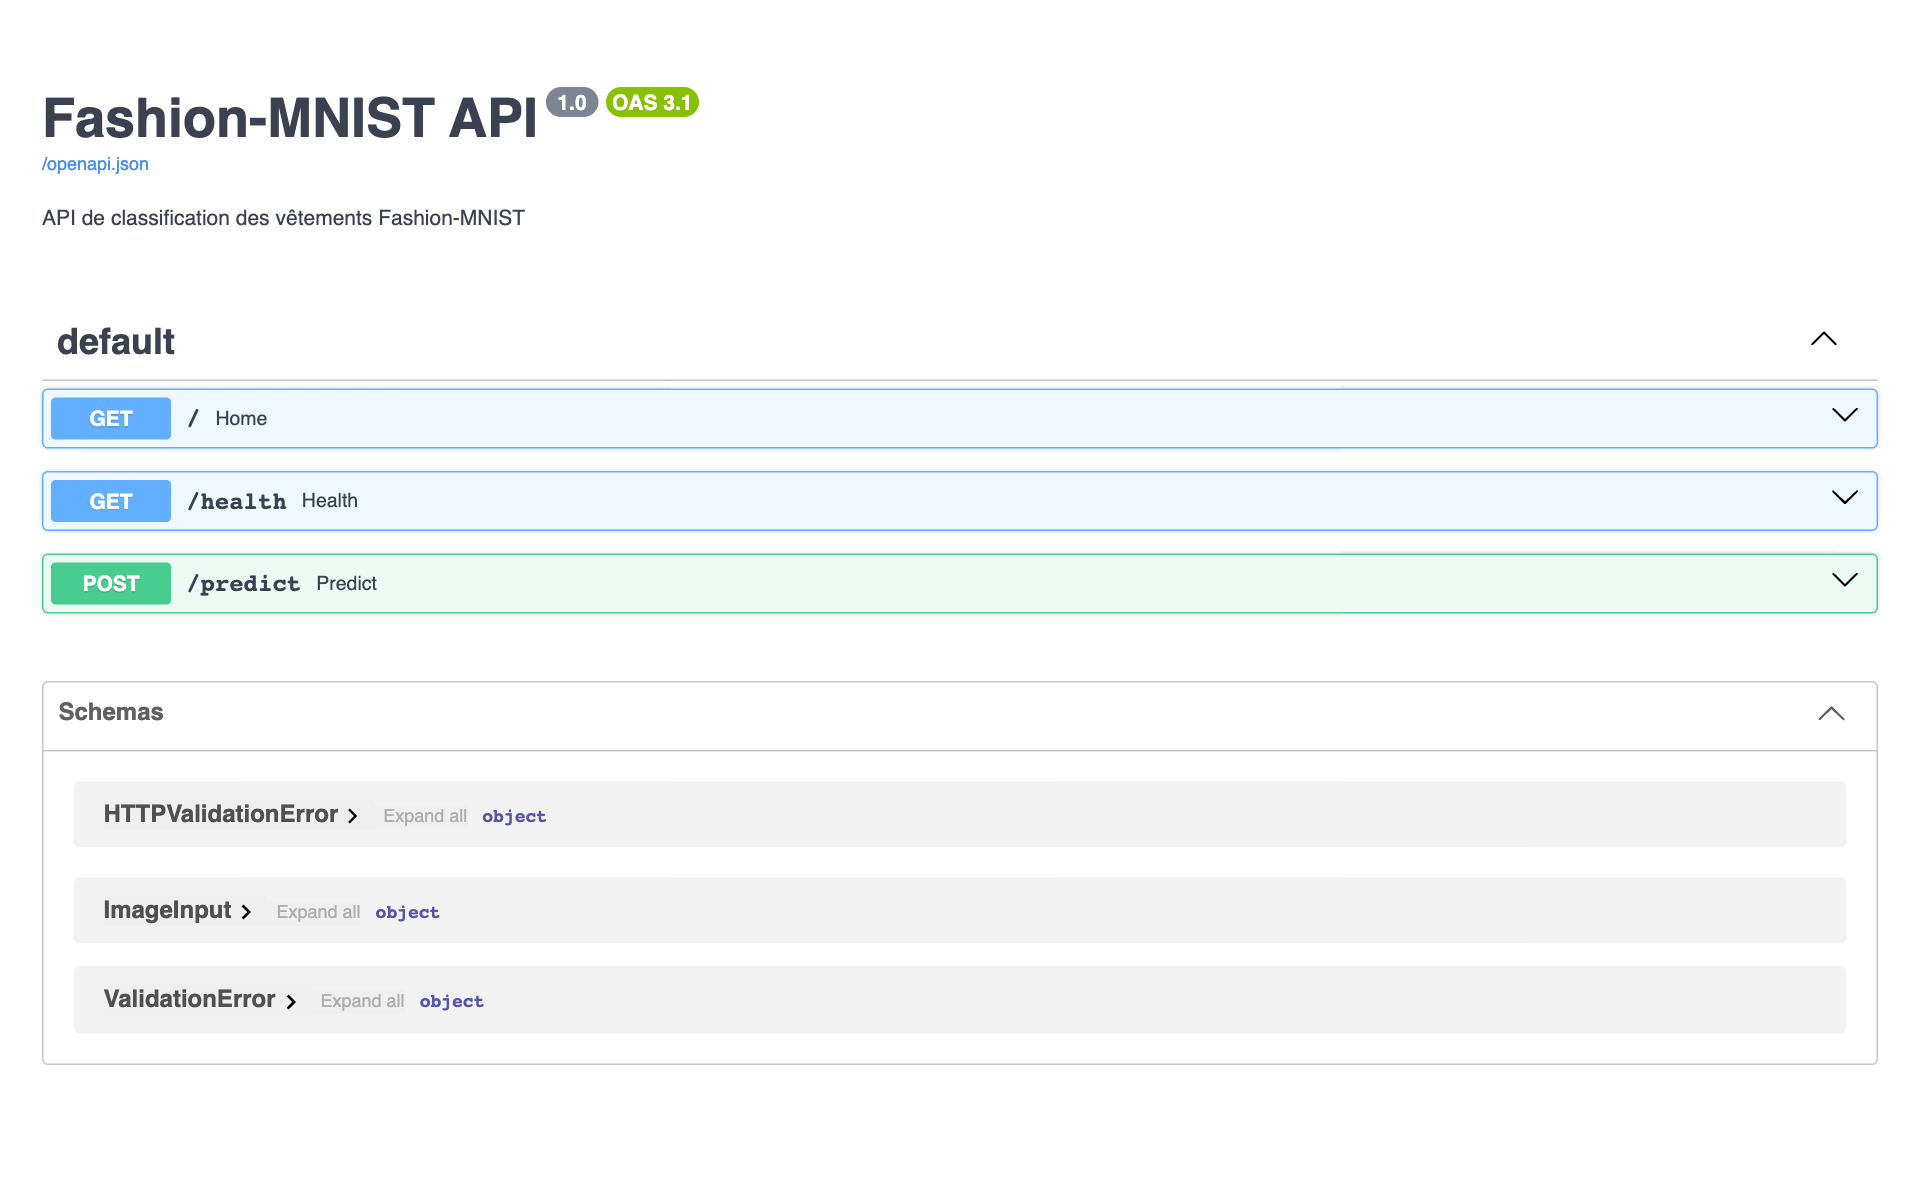 Fashion-MNIST API 1.0 OAS 3.1
/openapi.json
API de classification des vêtements Fashion-MNIST
default
GET / Home
GET /health Health
POST /predict Predict
Schemas
HTTPValidationError Expand all object
ImageInput Expand all object
ValidationError Expand all object